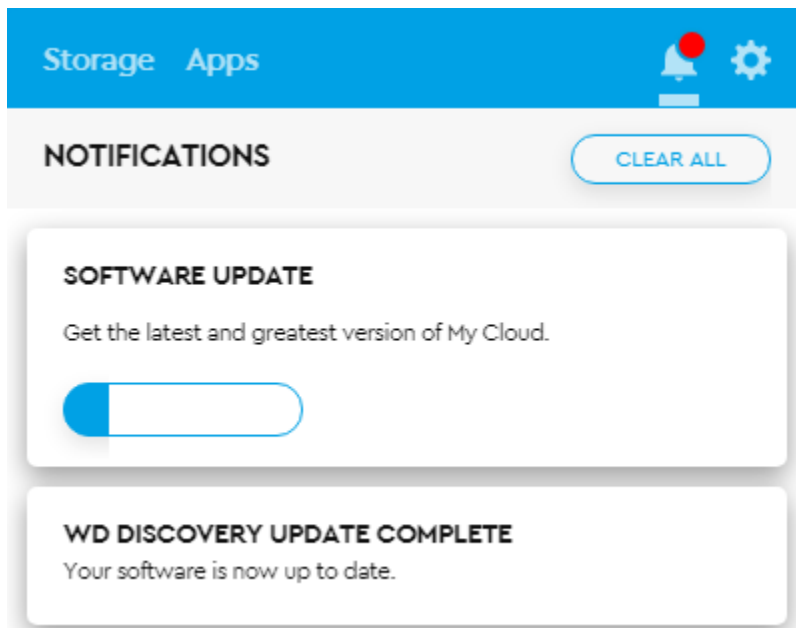 Storage Apps
NOTIFICATIONS
CLEAR ALL
SOFTWARE UPDATE
Get the latest and greatest version of My Cloud.
WD DISCOVERY UPDATE COMPLETE
Your software is now up to date.